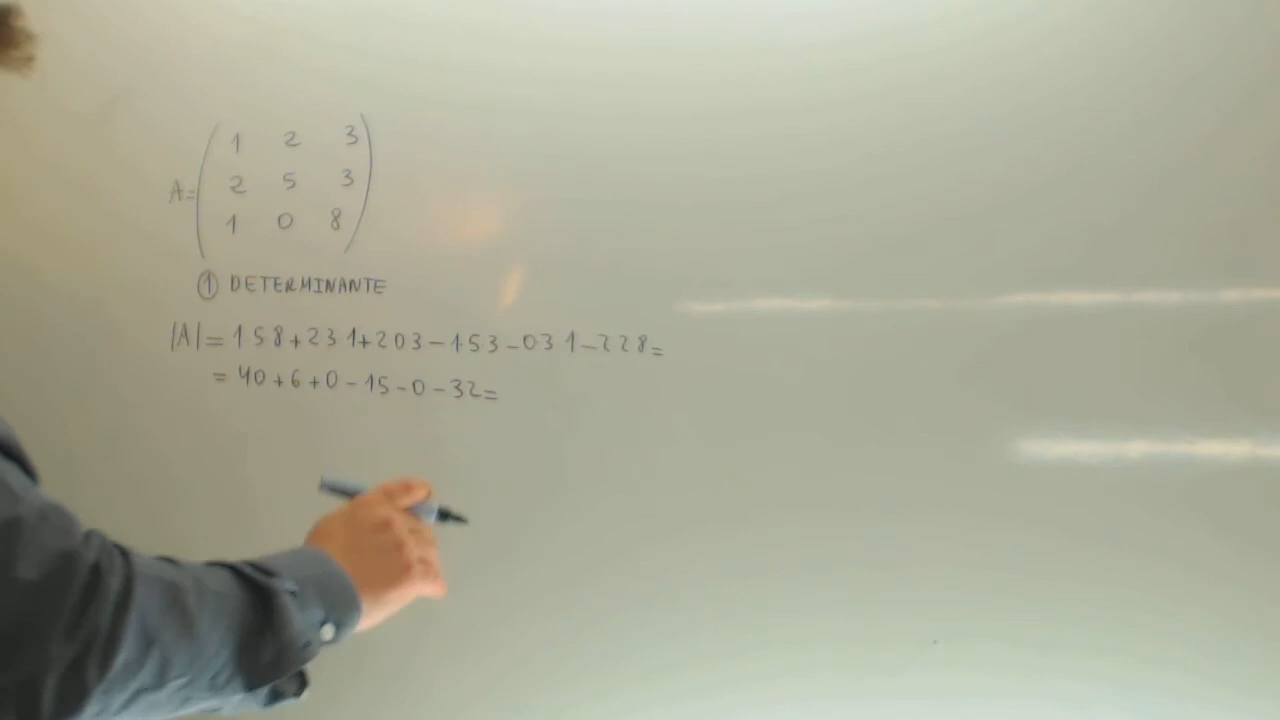 A= ( 1 2 3
2 5 3
1 0 8 )
① DETERMINANTE
|A|= 1·5·8+2·3·1+2·0·3-1·5·3-0·3·1-2·2·8=
= 40+6+0-15-0-32=